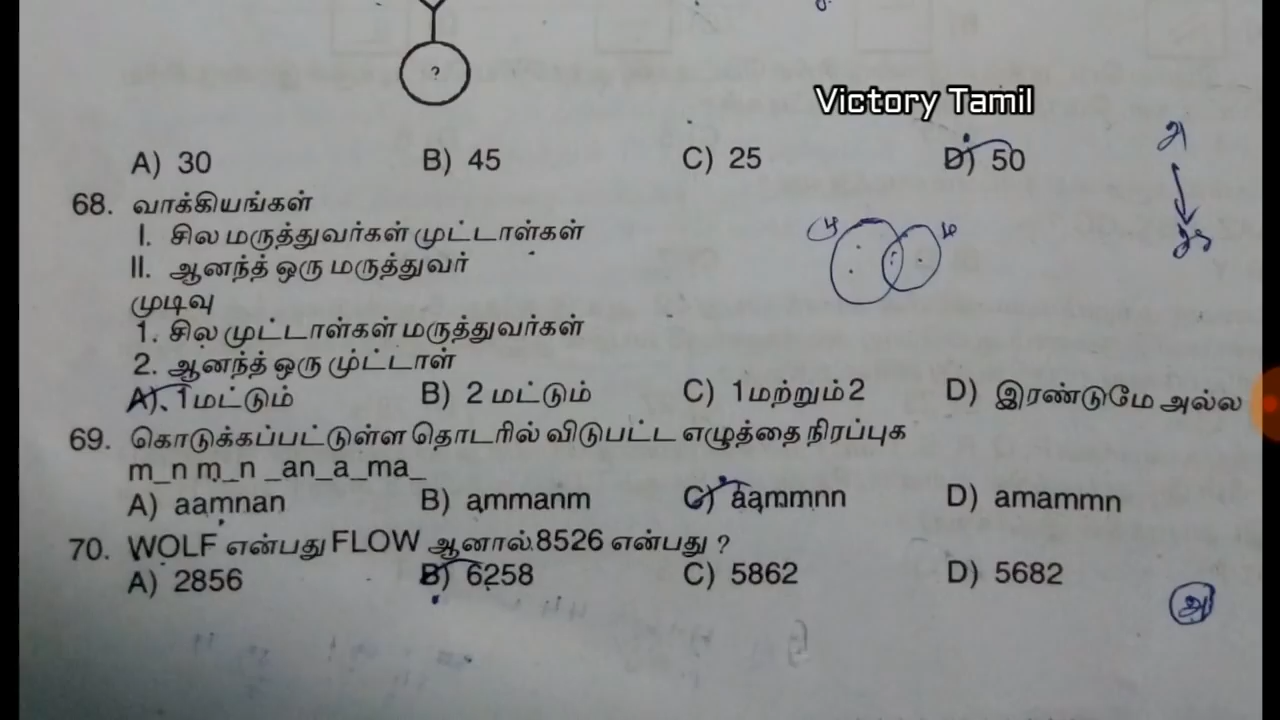 ?
Victory Tamil
A) 30 B) 45 C) 25 D) 50
68. வாக்கியங்கள்
I. சில மருத்துவர்கள் முட்டாள்கள்
II. ஆனந்த் ஒரு மருத்துவர்
முடிவு
1. சில முட்டாள்கள் மருத்துவர்கள்
2. ஆனந்த் ஒரு முட்டாள்
A) 1 மட்டும் B) 2 மட்டும் C) 1 மற்றும் 2 D) இரண்டுமே அல்ல
69. கொடுக்கப்பட்டுள்ள தொடரில் விடுபட்ட எழுத்தை நிரப்புக
m_n m_n _an_a_ma_
A) aamnan B) ammanm C) aammnn D) amammn
70. WOLF என்பது FLOW ஆனால் 8526 என்பது ?
A) 2856 B) 6258 C) 5862 D) 5682
அ